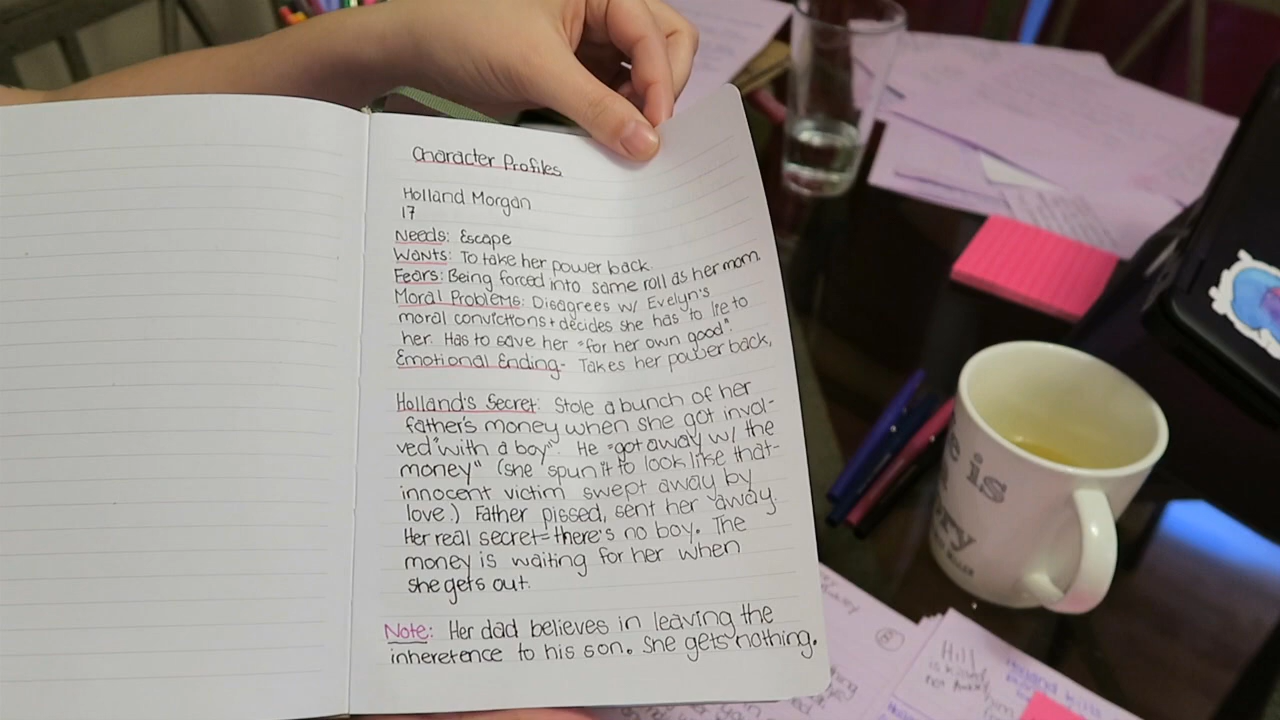 Character Profiles
Holland Morgan
17
Needs: Escape
Wants: To take her power back.
Fears: Being forced into same roll as her mom.
Moral Problems: Disagrees w/ Evelyn's
moral convictions + decides she has to lie to
her. Has to save her "for her own good".
Emotional Ending- Takes her power back,
Holland's Secret: Stole a bunch of her
father's money when she got invol-
ved "with a boy". He "got away w/ the
money" (she spun it to look like that-
innocent victim swept away by
love.) Father pissed, sent her away.
Her real secret= there's no boy. The
money is waiting for her when
she gets out.
Note: Her dad believes in leaving the
inheretence to his son. She gets nothing.
is
ory
Hill
is
not